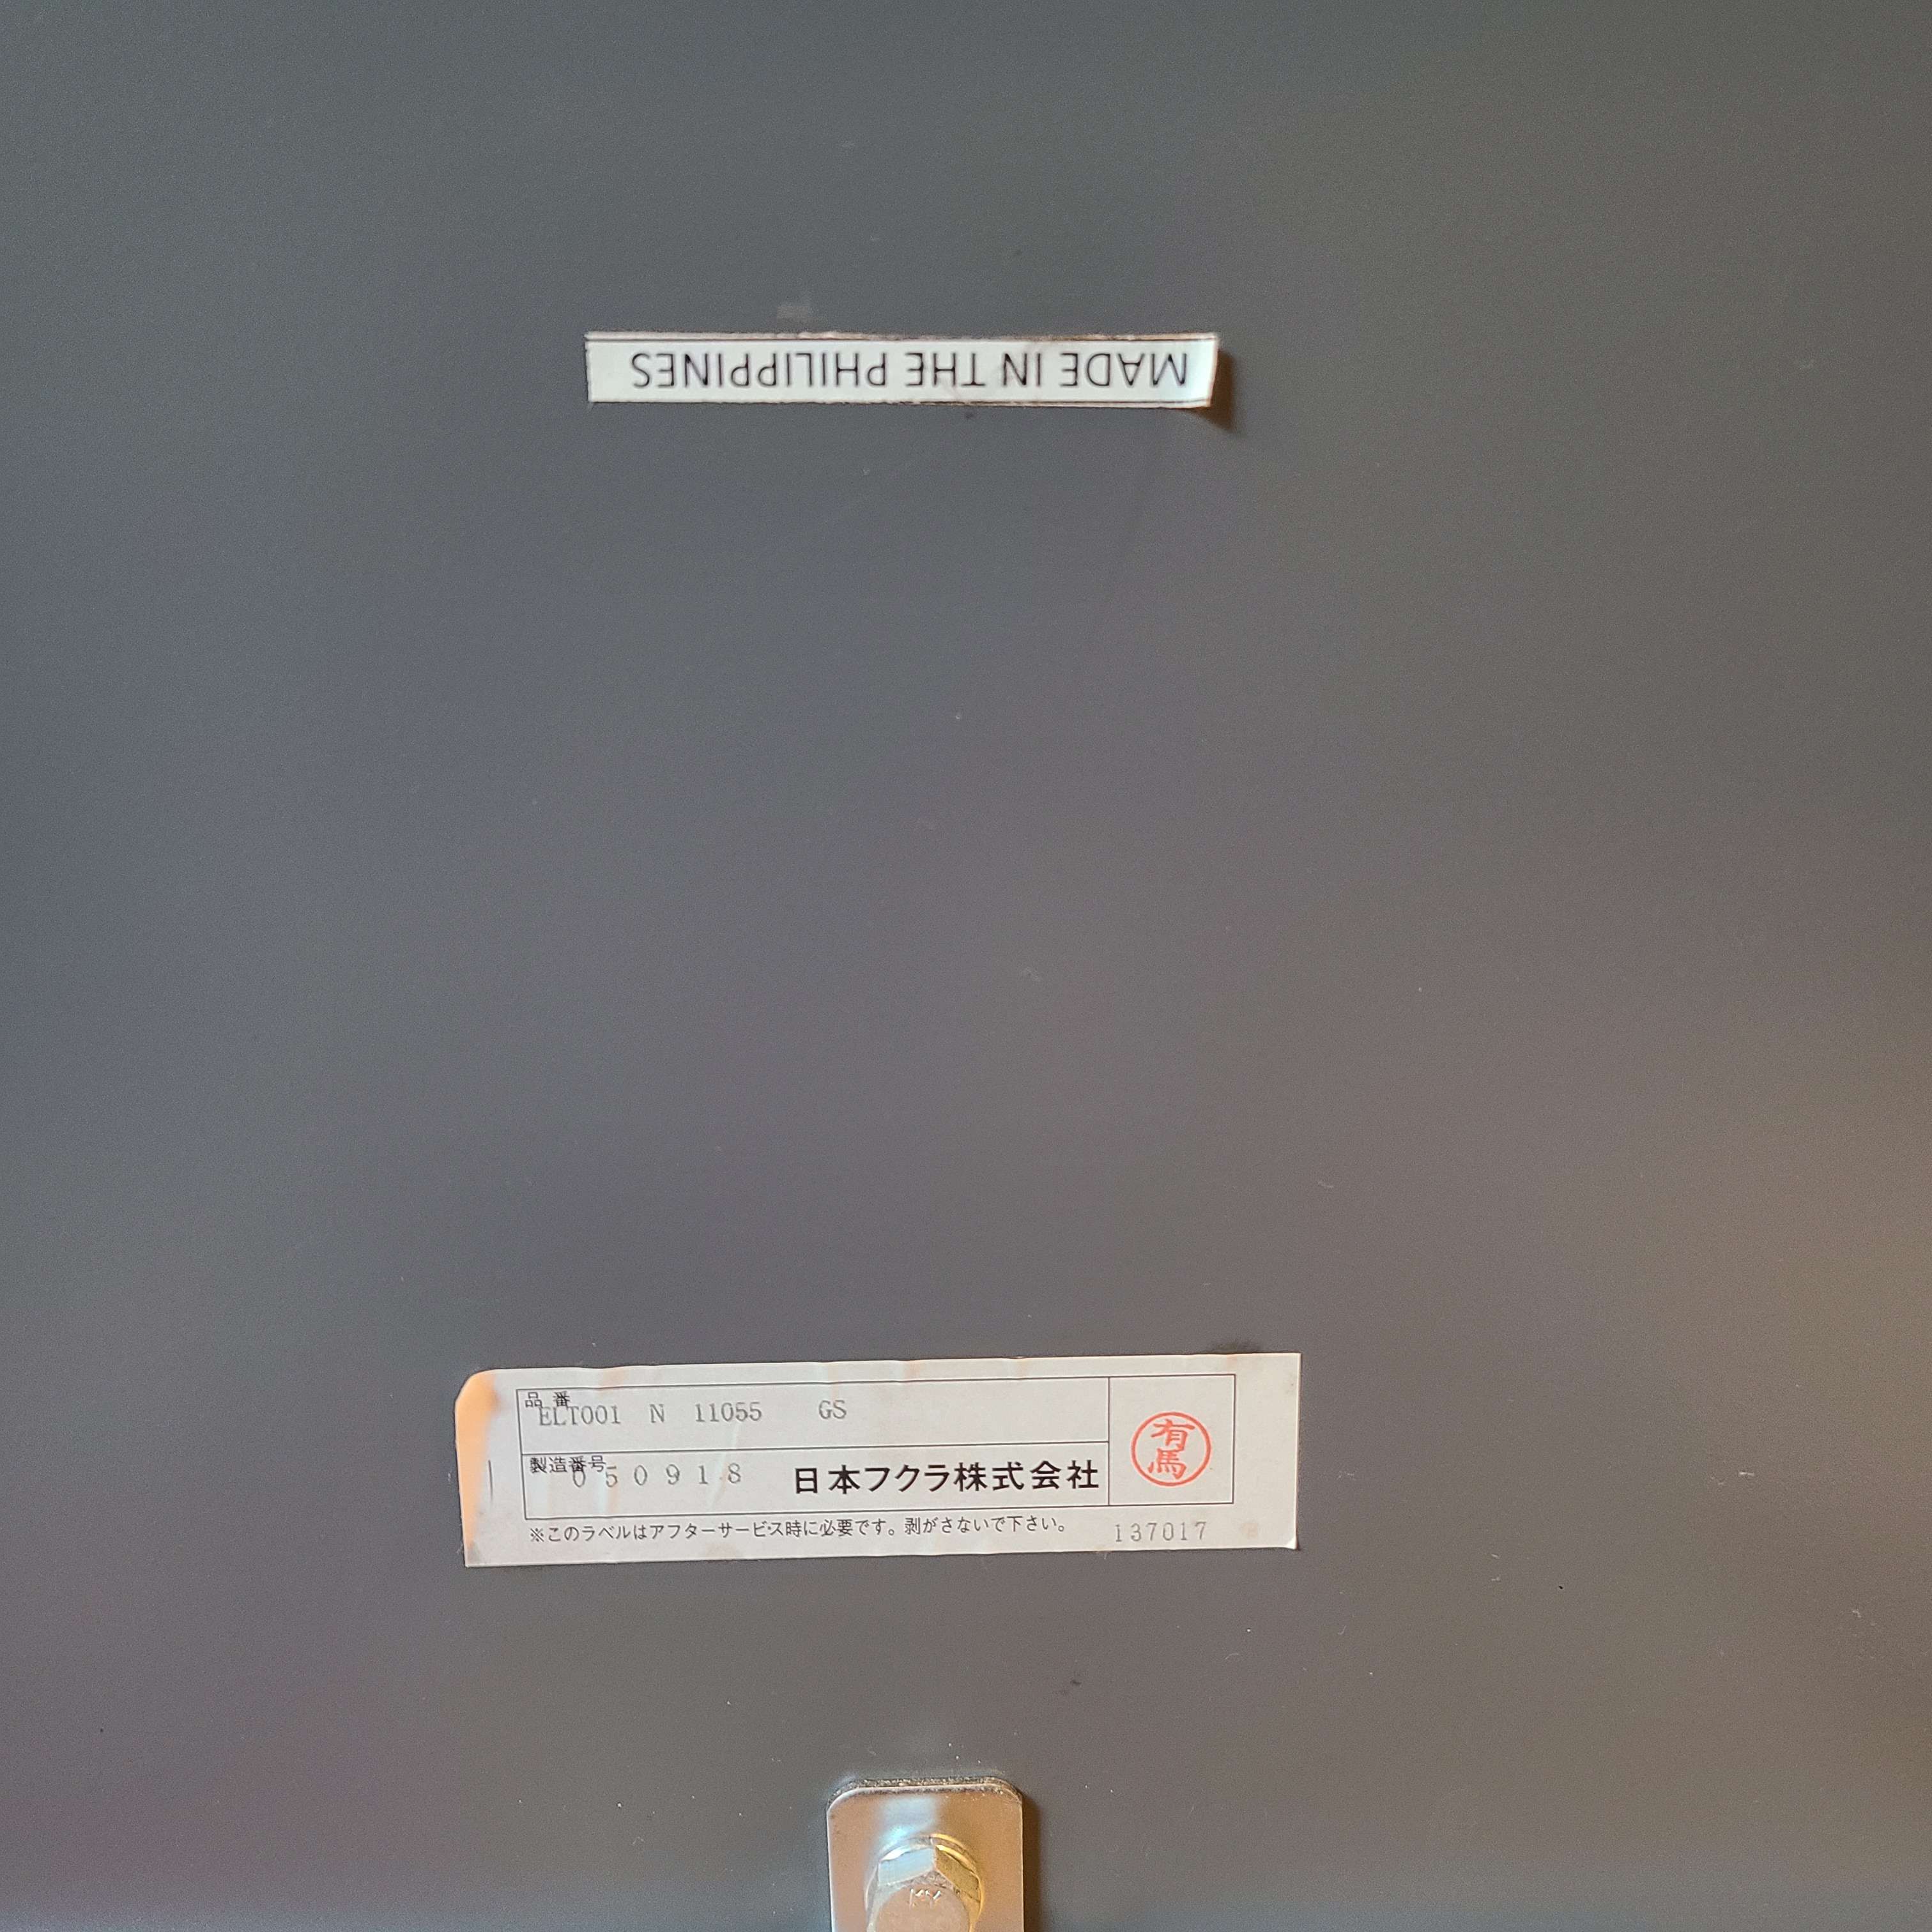 MADE IN THE PHILIPPINES
品番
ELT001 N 11055 GS
製造番号
050918 日本フクラ株式会社
有馬
※このラベルはアフターサービス時に必要です。剥がさないで下さい。
137017